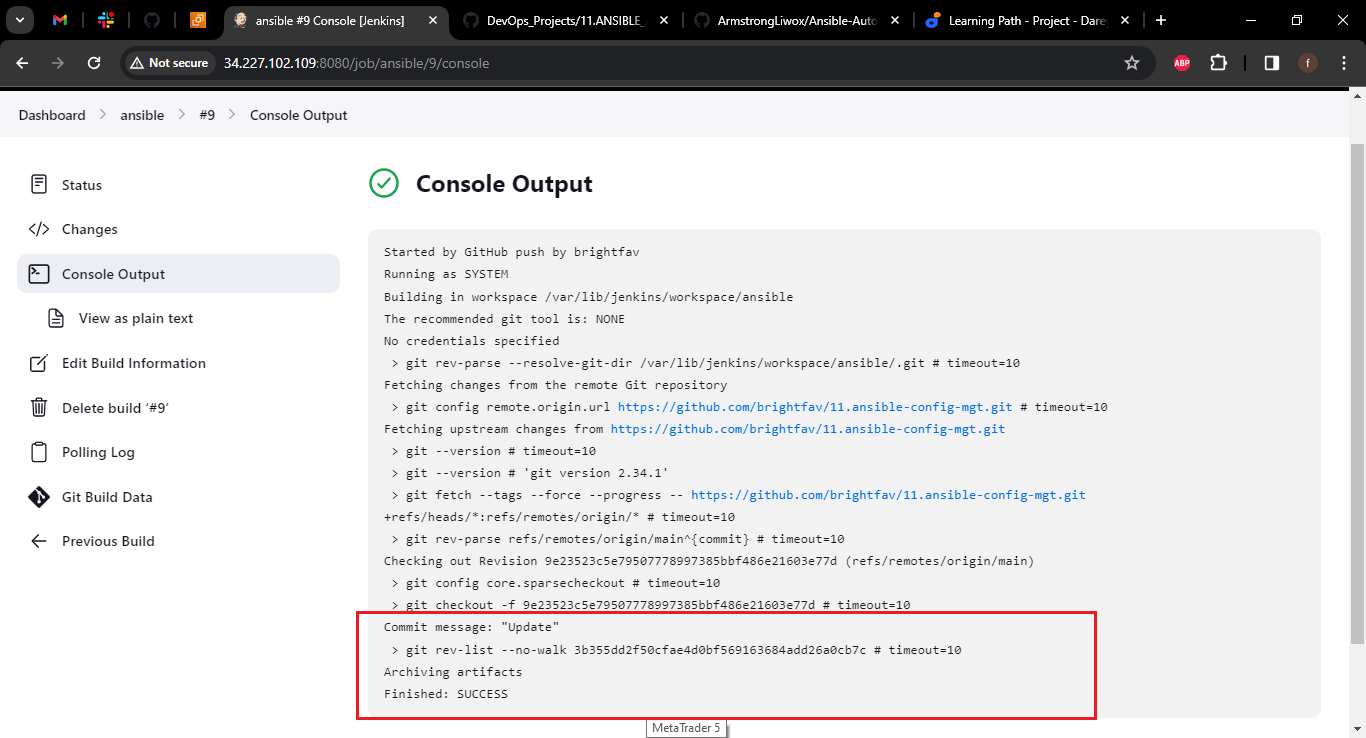 ansible #9 Console [Jenkins]
DevOps_Projects/11.ANSIBLE_
ArmstrongLiwox/Ansible-Auto
Learning Path - Project - Dare
Not secure
34.227.102.109:8080/job/ansible/9/console
ABP
f
Dashboard
ansible
#9
Console Output
Status
Changes
Console Output
View as plain text
Edit Build Information
Delete build ‘#9’
Polling Log
Git Build Data
Previous Build
Console Output
Started by GitHub push by brightfav
Running as SYSTEM
Building in workspace /var/lib/jenkins/workspace/ansible
The recommended git tool is: NONE
No credentials specified
> git rev-parse --resolve-git-dir /var/lib/jenkins/workspace/ansible/.git # timeout=10
Fetching changes from the remote Git repository
> git config remote.origin.url https://github.com/brightfav/11.ansible-config-mgt.git # timeout=10
Fetching upstream changes from https://github.com/brightfav/11.ansible-config-mgt.git
> git --version # timeout=10
> git --version # 'git version 2.34.1'
> git fetch --tags --force --progress -- https://github.com/brightfav/11.ansible-config-mgt.git
+refs/heads/*:refs/remotes/origin/* # timeout=10
> git rev-parse refs/remotes/origin/main^{commit} # timeout=10
Checking out Revision 9e23523c5e79507778997385bbf486e21603e77d (refs/remotes/origin/main)
> git config core.sparsecheckout # timeout=10
> git checkout -f 9e23523c5e79507778997385bbf486e21603e77d # timeout=10
Commit message: "Update"
> git rev-list --no-walk 3b355dd2f50cfae4d0bf569163684add26a0cb7c # timeout=10
Archiving artifacts
Finished: SUCCESS
MetaTrader 5